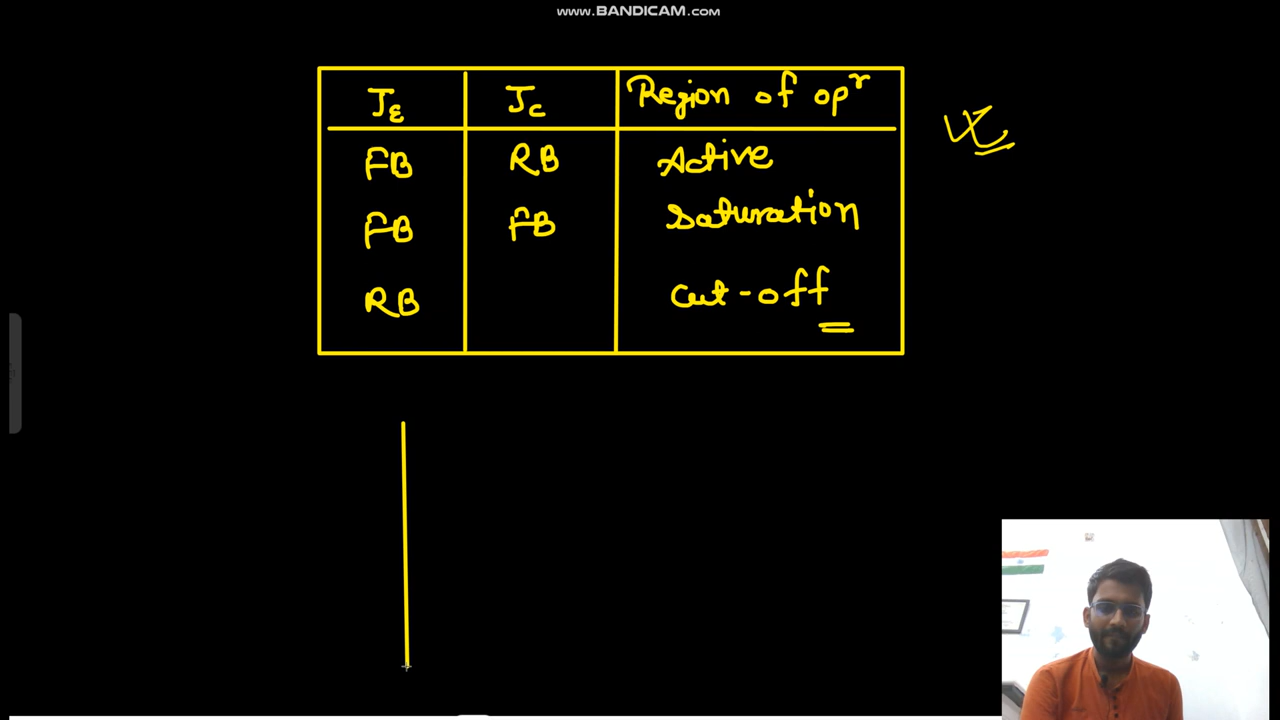 www.BANDICAM.com
JE JC Region of opr
FB RB Active
FB FB Saturation
RB Cut-off